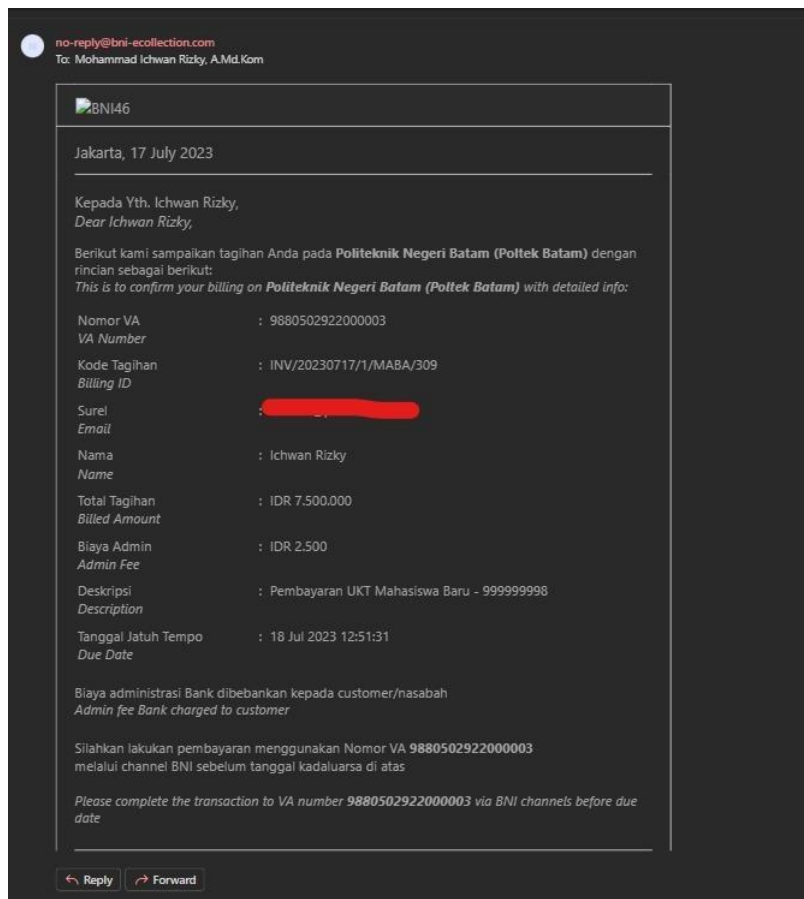 no-reply@bni-ecollection.com
To: Mohammad Ichwan Rizky, A.Md.Kom
BNI46
Jakarta, 17 July 2023
Kepada Yth. Ichwan Rizky,
Dear Ichwan Rizky,
Berikut kami sampaikan tagihan Anda pada Politeknik Negeri Batam (Poltek Batam) dengan
rincian sebagai berikut:
This is to confirm your billing on Politeknik Negeri Batam (Poltek Batam) with detailed info:
Nomor VA : 9880502922000003
VA Number
Kode Tagihan : INV/20230717/1/MABA/309
Billing ID
Surel :
Email
Nama : Ichwan Rizky
Name
Total Tagihan : IDR 7.500.000
Billed Amount
Biaya Admin : IDR 2.500
Admin Fee
Deskripsi : Pembayaran UKT Mahasiswa Baru - 999999998
Description
Tanggal Jatuh Tempo : 18 Jul 2023 12:51:31
Due Date
Biaya administrasi Bank dibebankan kepada customer/nasabah
Admin fee Bank charged to customer
Silahkan lakukan pembayaran menggunakan Nomor VA 9880502922000003
melalui channel BNI sebelum tanggal kadaluarsa di atas
Please complete the transaction to VA number 9880502922000003 via BNI channels before due
date
Reply Forward